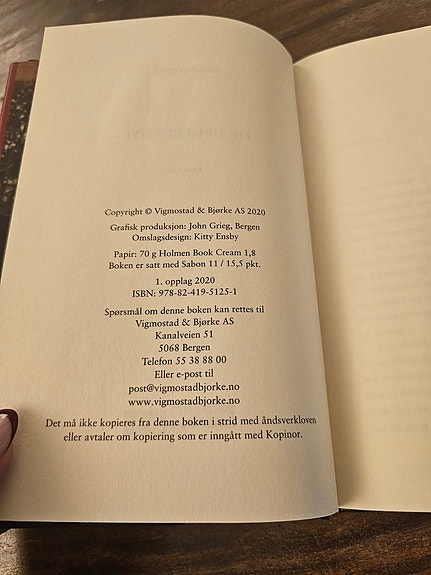 Copyright © Vigmostad & Bjørke AS 2020
Grafisk produksjon: John Grieg, Bergen
Omslagsdesign: Kitty Ensby
Papir: 70 g Holmen Book Cream 1,8
Boken er satt med Sabon 11 / 15,5 pkt.
1. opplag 2020
ISBN: 978-82-419-5125-1
Spørsmål om denne boken kan rettes til
Vigmostad & Bjørke AS
Kanalveien 51
5068 Bergen
Telefon 55 38 88 00
Eller e-post til
post@vigmostadbjorke.no
www.vigmostadbjorke.no
Det må ikke kopieres fra denne boken i strid med åndsverkloven
eller avtaler om kopiering som er inngått med Kopinor.